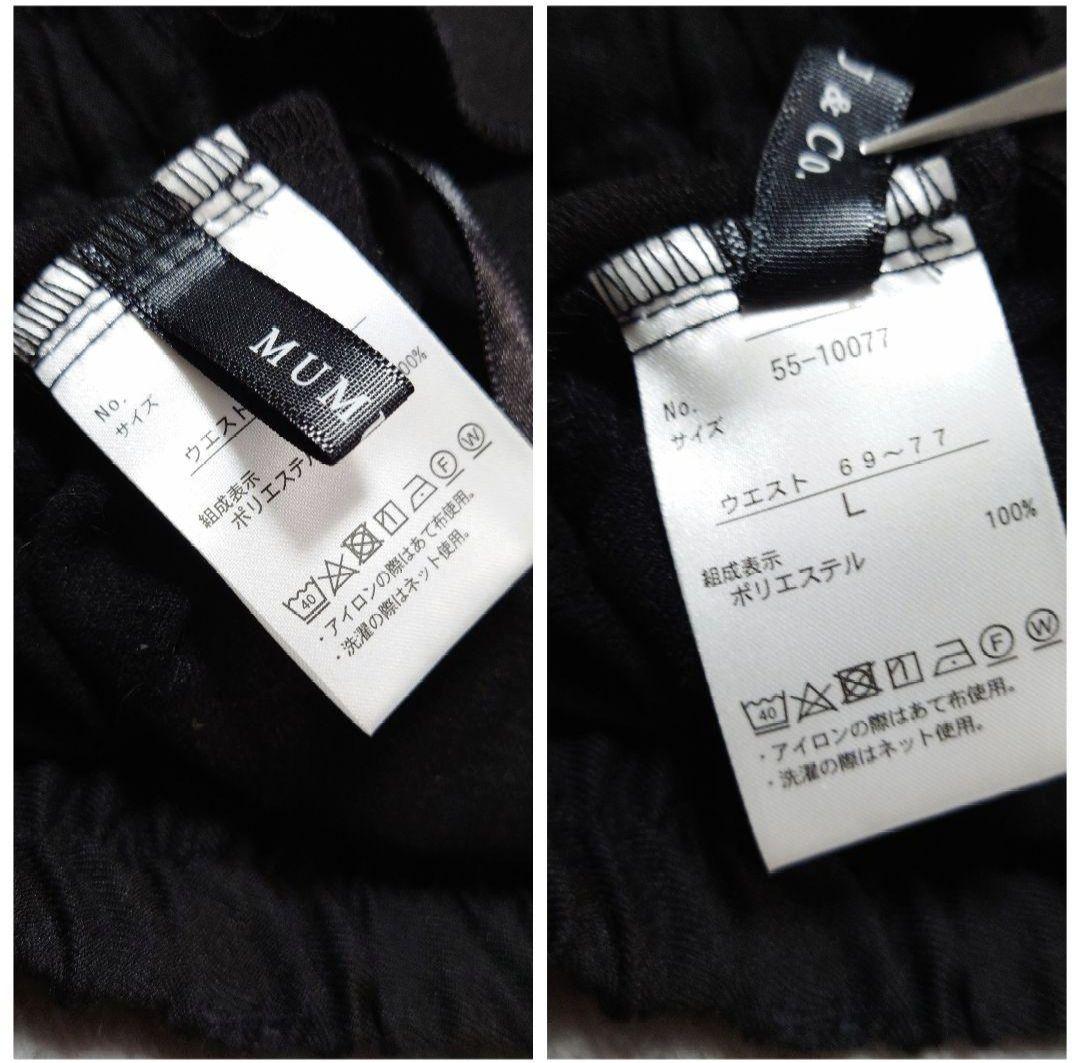 MUM
00%
No.
サイズ
ウエスト
組成表示
ポリエステル
40 F W
・アイロンの際はあて布使用。
・洗濯の際はネット使用。
& Co.
55-10077
No.
サイズ
ウエスト 69~77
L
組成表示
ポリエステル 100%
40 F W
・アイロンの際はあて布使用。
・洗濯の際はネット使用。